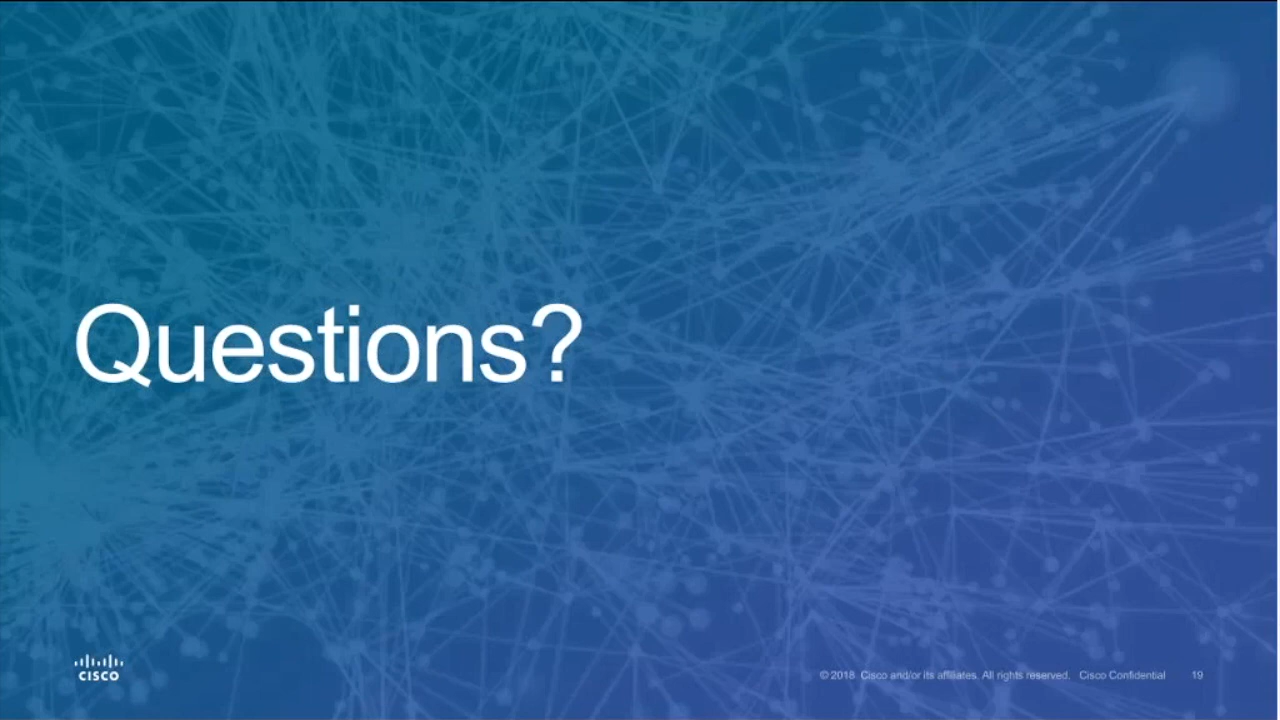 Questions?
CISCO
© 2018 Cisco and/or its affiliates. All rights reserved. Cisco Confidential 19